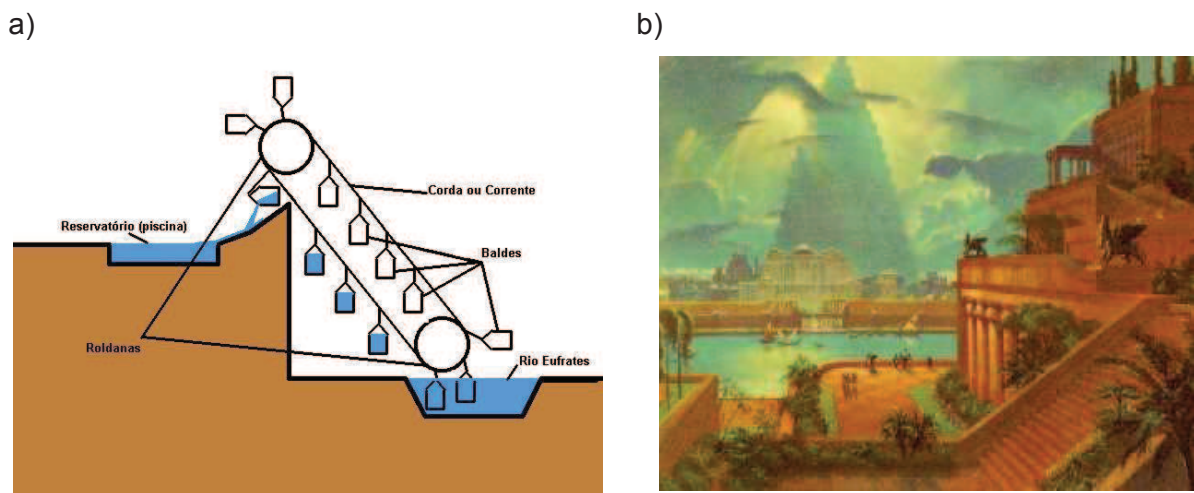 a)
b)
Corda ou Corrente
Reservatório (piscina)
Baldes
Roldanas
Rio Eufrates